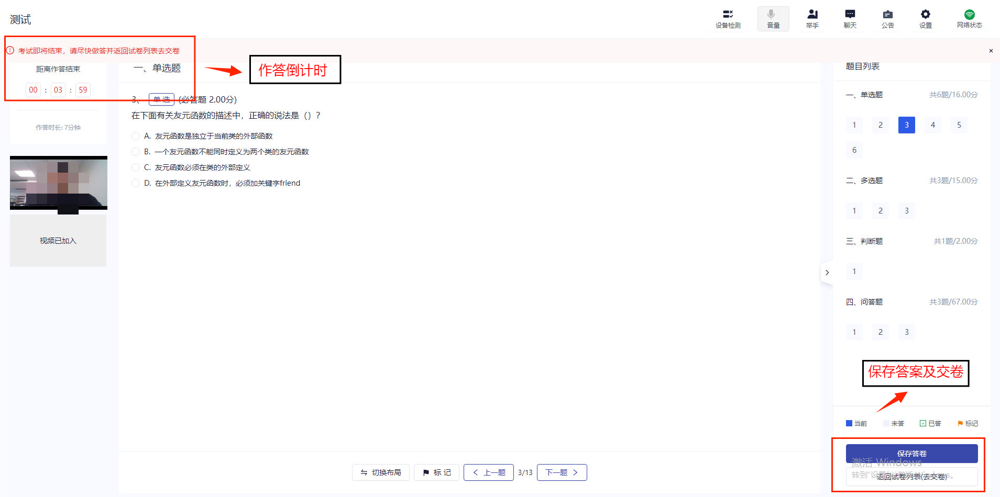 测试
设备检测
音量
举手
聊天
公告
设置
网络状态
考试即将结束，请尽快做答并返回试卷列表去交卷
×
距离作答结束
00 : 03 : 59
作答时长: 7分钟
视频已加入
作答倒计时
一、单选题
3、 单 选 (必答题 2.00分)
在下面有关友元函数的描述中，正确的说法是（）？
A. 友元函数是独立于当前类的外部函数
B. 一个友元函数不能同时定义为两个类的友元函数
C. 友元函数必须在类的外部定义
D. 在外部定义友元函数时，必须加关键字friend
切换布局
标 记
上一题
3/13
下一题
题目列表
一、单选题 共6题/16.00分
1 2 3 4 5
6
二、多选题 共3题/15.00分
1 2 3
三、判断题 共1题/2.00分
1
四、问答题 共3题/67.00分
1 2 3
保存答案及交卷
当前 未答 已答 标记
保存答卷
激活 Windows
转到"设置"以激活 Windows。
返回试卷列表(去交卷)